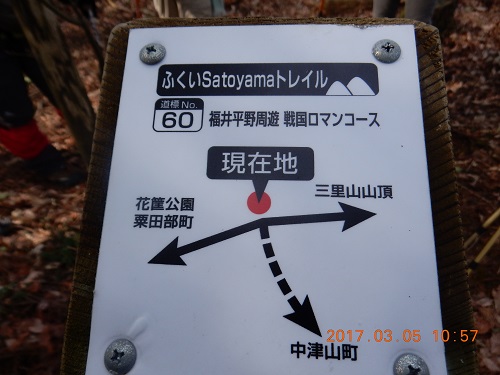 ふくいSatoyamaトレイル
道標 No.
60
福井平野周遊 戦国ロマンコース
現在地
三里山山頂
花筐公園
粟田部町
中津山町
2017.03.05 10:57